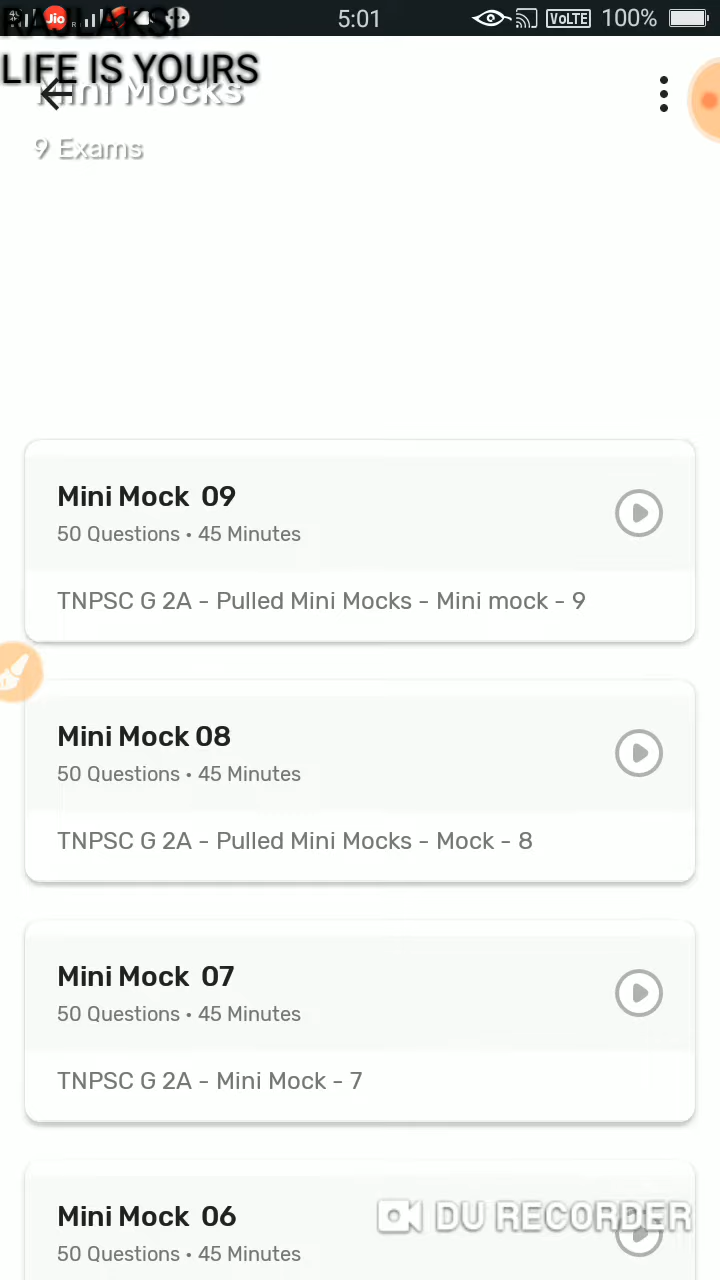 Jio
5:01
VoLTE
100%
LIFE IS YOURS
Mini Mocks
9 Exams
Mini Mock 09
50 Questions • 45 Minutes
TNPSC G 2A - Pulled Mini Mocks - Mini mock - 9
Mini Mock 08
50 Questions • 45 Minutes
TNPSC G 2A - Pulled Mini Mocks - Mock - 8
Mini Mock 07
50 Questions • 45 Minutes
TNPSC G 2A - Mini Mock - 7
Mini Mock 06
DU RECORDER
50 Questions • 45 Minutes